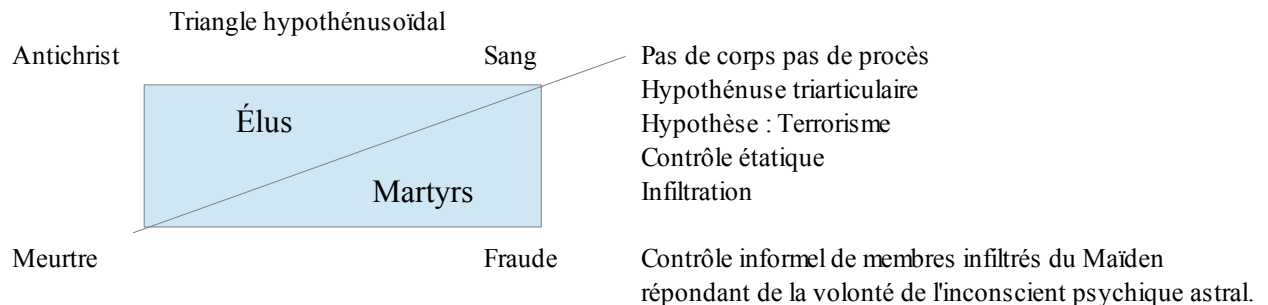 Triangle hypothénusoïdal
Antichrist
Sang
Pas de corps pas de procès
Hypothénuse triarticulaire
Élus
Hypothèse : Terrorisme
Contrôle étatique
Martyrs
Infiltration
Meurtre
Fraude
Contrôle informel de membres infiltrés du Maïden
répondant de la volonté de l'inconscient psychique astral.